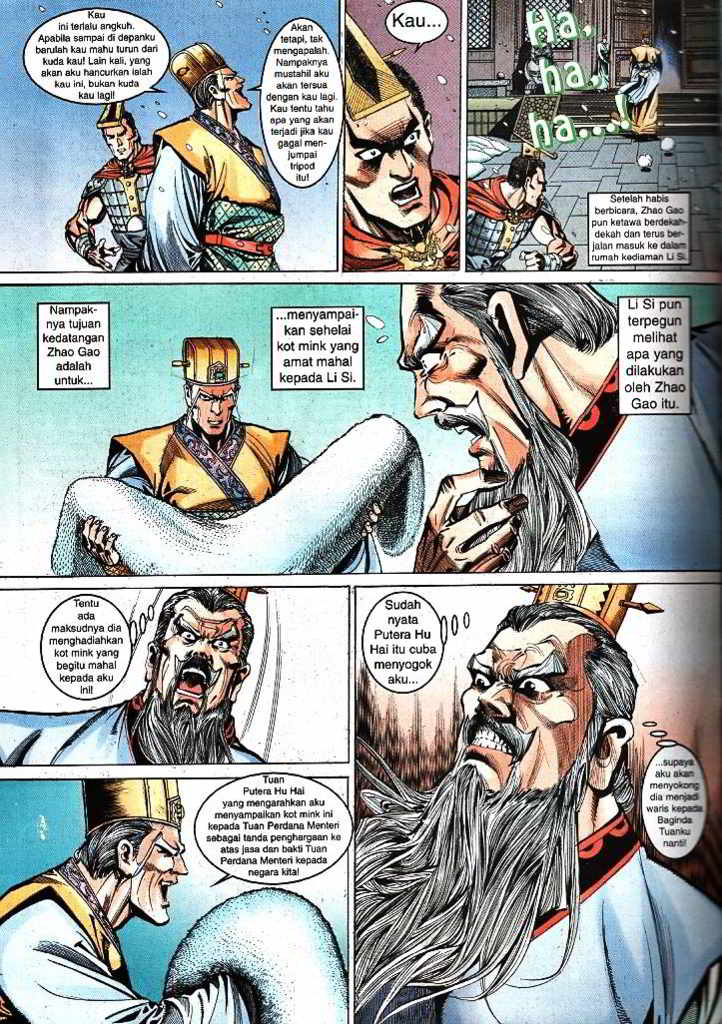 Kau
ini terlalu angkuh.
Apabila sampai di depanku
barulah kau mahu turun dari
kuda kau! Lain kali, yang
akan aku hancurkan ialah
kau ini, bukan kuda
kau lagi!
Akan
tetapi, tak
mengapalah.
Nampaknya
mustahil aku
akan tersua
dengan kau lagi.
Kau tentu tahu
apa yang akan
terjadi jika kau
gagal men-
jumpai
tripod
itu!
Kau...
Ha,
ha,
ha...!
Setelah habis
berbicara, Zhao Gao
pun ketawa berdekah-
dekah dan terus ber-
jalan masuk ke dalam
rumah kediaman Li Si.
Nampak-
nya tujuan
kedatangan
Zhao Gao
adalah
untuk...
...menyampai-
kan sehelai
kot mink yang
amat mahal
kepada Li Si.
Li Si pun
terpegun
melihat
apa yang
dilakukan
oleh Zhao
Gao itu.
Tentu
ada
maksudnya dia
menghadiahkan
kot mink yang
begitu mahal
kepada aku
ini!
Sudah
nyata
Putera Hu
Hai itu cuba
menyogok
aku...
...supaya
aku akan
menyokong
dia menjadi
waris kepada
Baginda
Tuanku
nanti!
Tuan
Putera Hu Hai
yang mengarahkan aku
menyampaikan kot mink ini
kepada Tuan Perdana Menteri
sebagai tanda penghargaan ke
atas jasa dan bakti Tuan
Perdana Menteri kepada
negara kita!